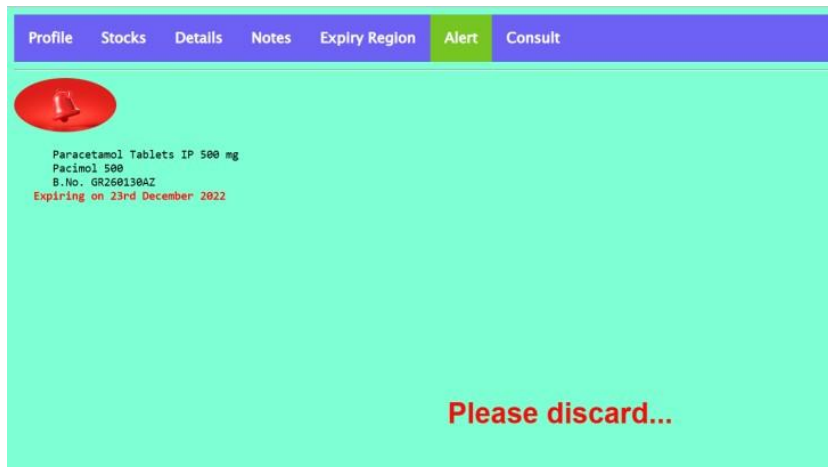 Profile Stocks Details Notes Expiry Region Alert Consult
Paracetamol Tablets IP 500 mg
Pacimol 500
B.No. GR260130AZ
Expiring on 23rd December 2022
Please discard...